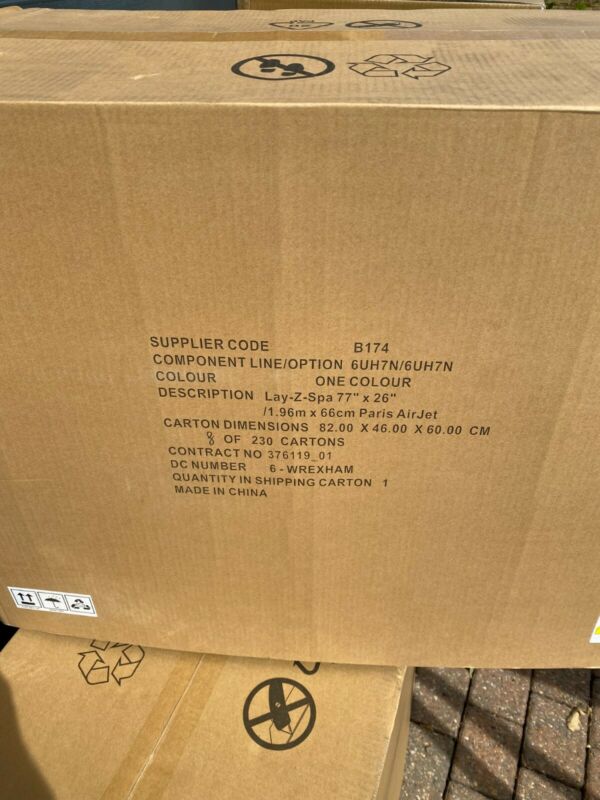 SUPPLIER CODE B174
COMPONENT LINE/OPTION 6UH7N/6UH7N
COLOUR ONE COLOUR
DESCRIPTION Lay-Z-Spa 77" x 26"
/1.96m x 66cm Paris AirJet
CARTON DIMENSIONS 82.00 X 46.00 X 60.00 CM
8 OF 230 CARTONS
CONTRACT NO 376119_01
DC NUMBER 6 - WREXHAM
QUANTITY IN SHIPPING CARTON 1
MADE IN CHINA